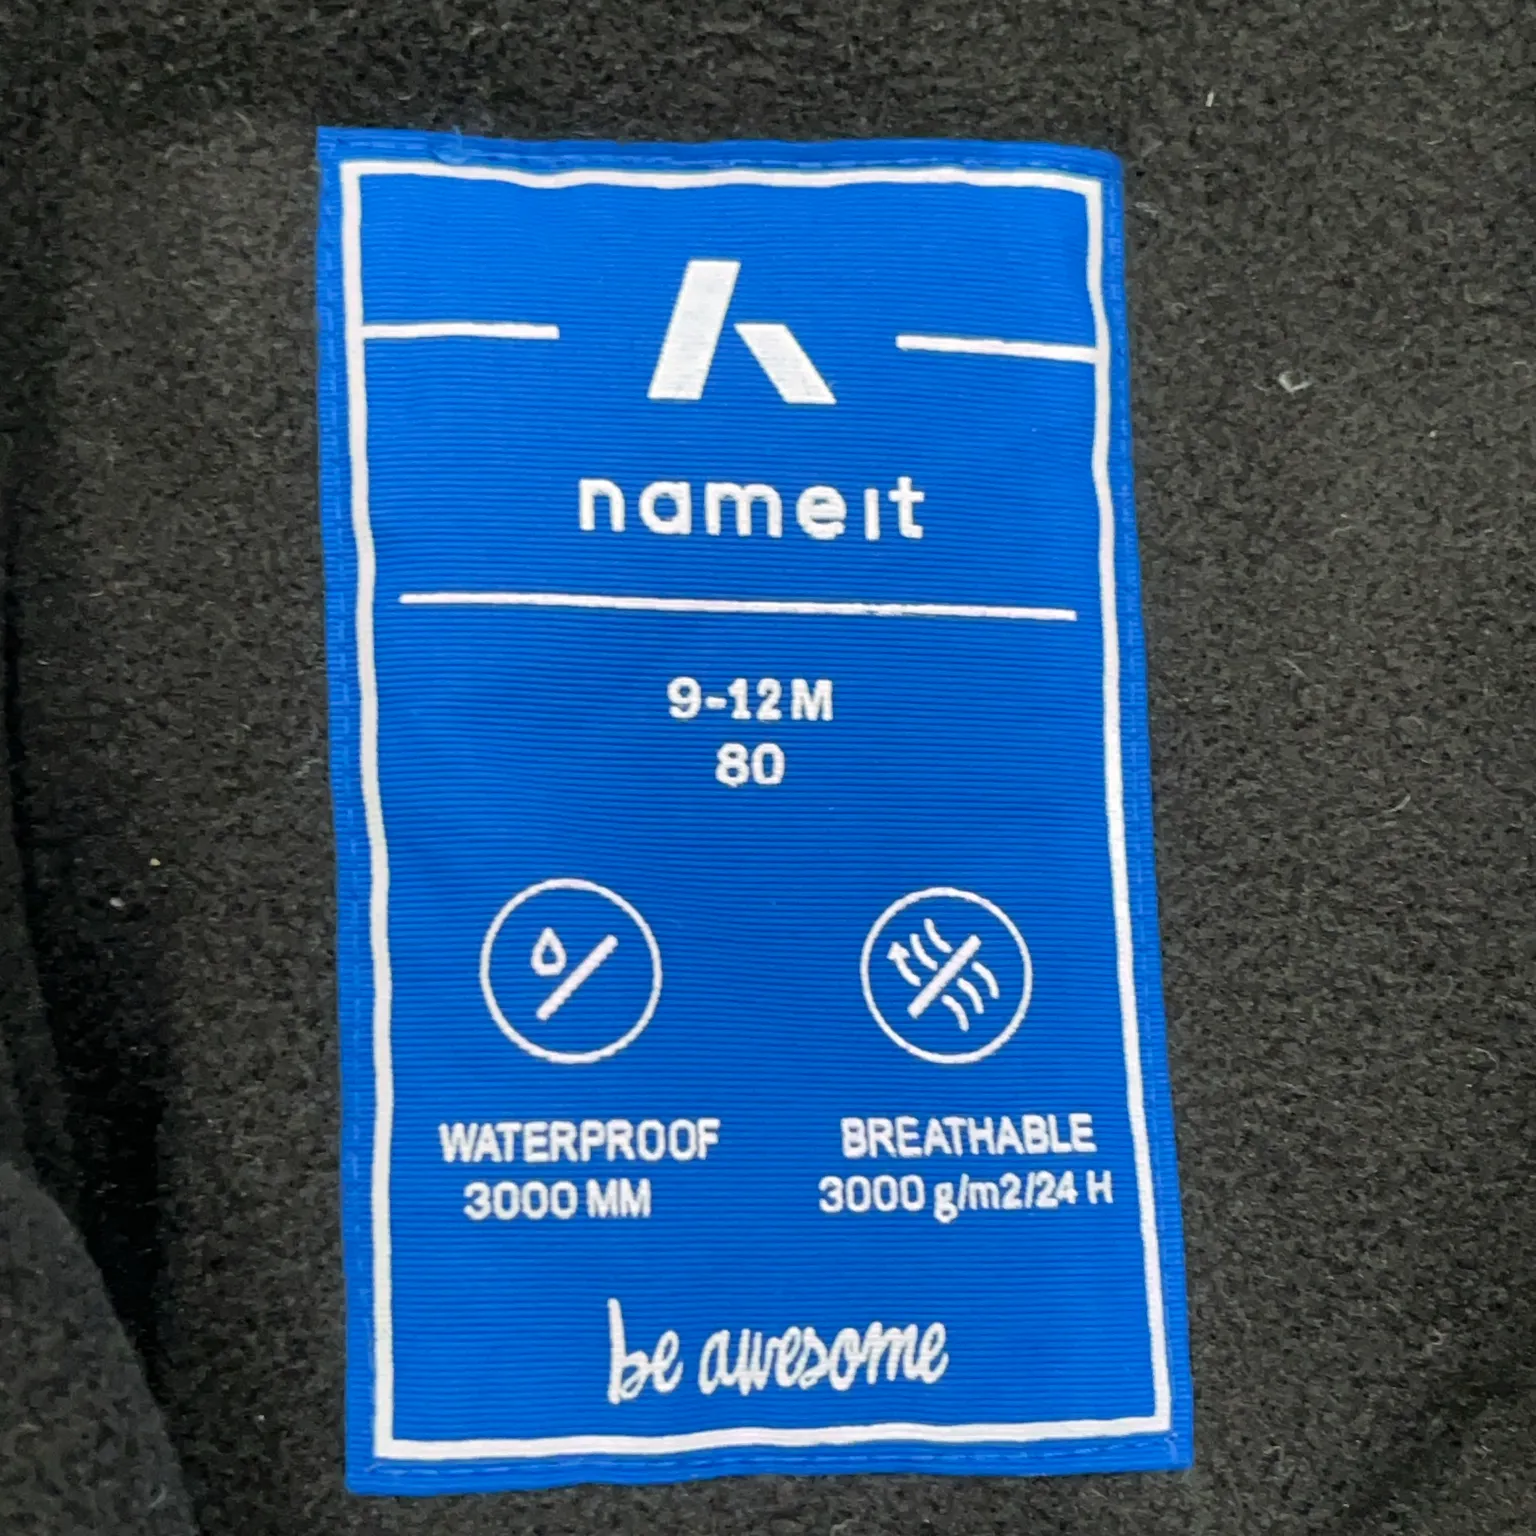 nameit
9-12M
80
WATERPROOF
3000 MM
BREATHABLE
3000 g/m2/24 H
be awesome